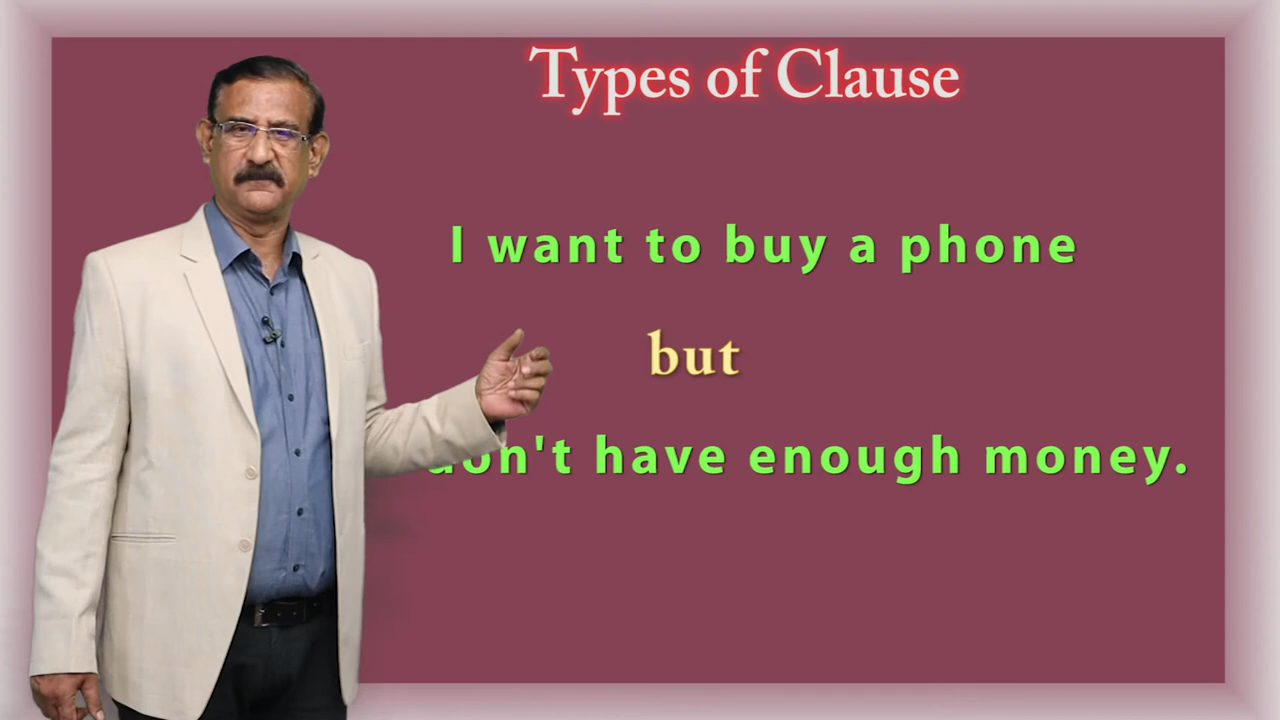 Types of Clause
I want to buy a phone
but
don't have enough money.